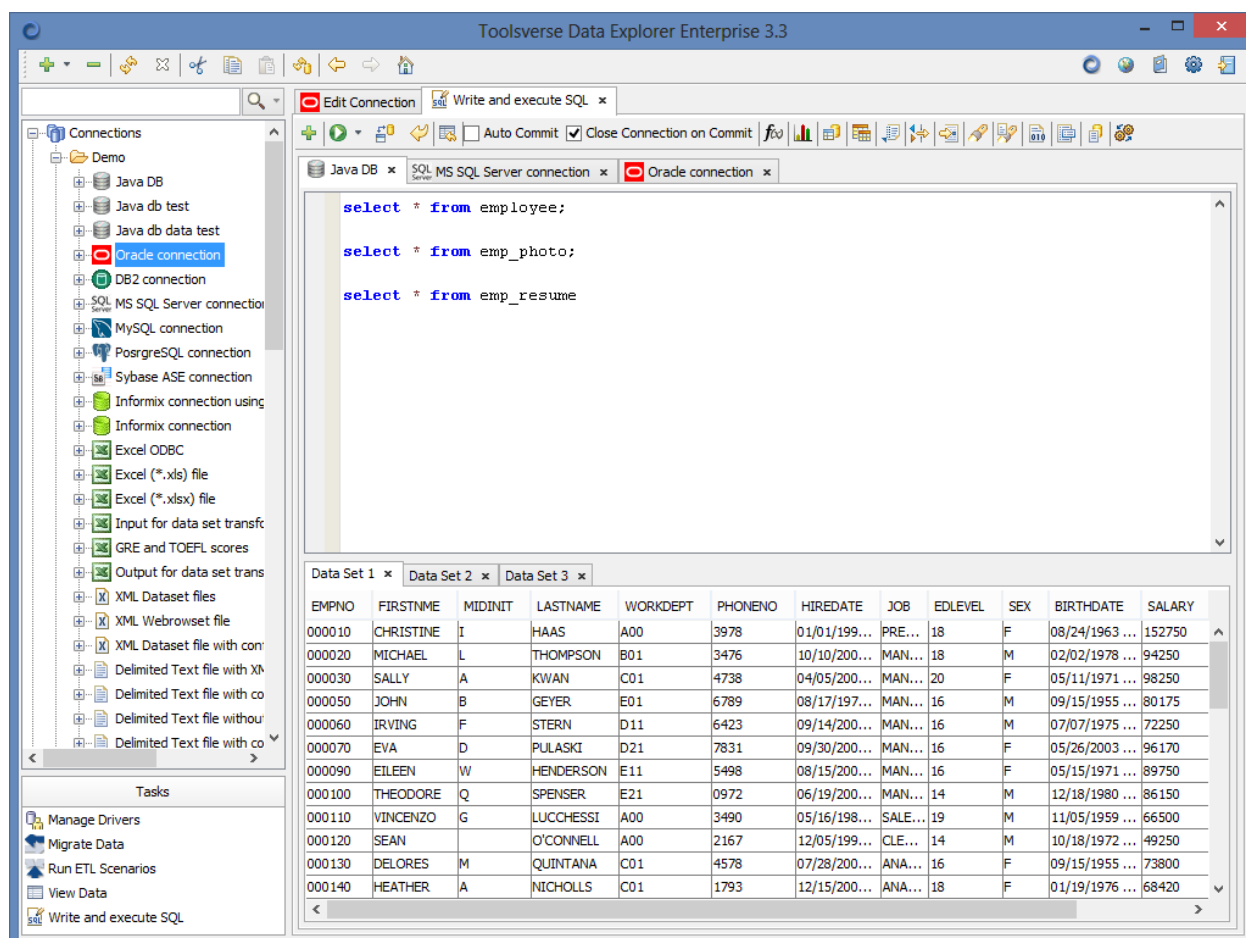 Toolsverse Data Explorer Enterprise 3.3
Edit Connection Write and execute SQL
Auto Commit Close Connection on Commit f(x)
Connections
Demo
Java DB
Java db test
Java db data test
Oracle connection
DB2 connection
SQL Server MS SQL Server connection
MySQL connection
PosrgreSQL connection
Sybase ASE connection
Informix connection using
Informix connection
Excel ODBC
Excel (*.xls) file
Excel (*.xlsx) file
Input for data set transfo
GRE and TOEFL scores
Output for data set trans
XML Dataset files
XML Webrowset file
XML Dataset file with con
Delimited Text file with XM
Delimited Text file with co
Delimited Text file withou
Delimited Text file with co
Tasks
Manage Drivers
Migrate Data
Run ETL Scenarios
View Data
Write and execute SQL
Java DB SQL Server MS SQL Server connection Oracle connection
select * from employee;
select * from emp_photo;
select * from emp_resume
Data Set 1 Data Set 2 Data Set 3
EMPNO FIRSTNME MIDINIT LASTNAME WORKDEPT PHONENO HIREDATE JOB EDLEVEL SEX BIRTHDATE SALARY
000010 CHRISTINE I HAAS A00 3978 01/01/199... PRE... 18 F 08/24/1963 ... 152750
000020 MICHAEL L THOMPSON B01 3476 10/10/200... MAN... 18 M 02/02/1978 ... 94250
000030 SALLY A KWAN C01 4738 04/05/200... MAN... 20 F 05/11/1971 ... 98250
000050 JOHN B GEYER E01 6789 08/17/197... MAN... 16 M 09/15/1955 ... 80175
000060 IRVING F STERN D11 6423 09/14/200... MAN... 16 M 07/07/1975 ... 72250
000070 EVA D PULASKI D21 7831 09/30/200... MAN... 16 F 05/26/2003 ... 96170
000090 EILEEN W HENDERSON E11 5498 08/15/200... MAN... 16 F 05/15/1971 ... 89750
000100 THEODORE Q SPENSER E21 0972 06/19/200... MAN... 14 M 12/18/1980 ... 86150
000110 VINCENZO G LUCCHESSI A00 3490 05/16/198... SALE... 19 M 11/05/1959 ... 66500
000120 SEAN O'CONNELL A00 2167 12/05/199... CLE... 14 M 10/18/1972 ... 49250
000130 DELORES M QUINTANA C01 4578 07/28/200... ANA... 16 F 09/15/1955 ... 73800
000140 HEATHER A NICHOLLS C01 1793 12/15/200... ANA... 18 F 01/19/1976 ... 68420